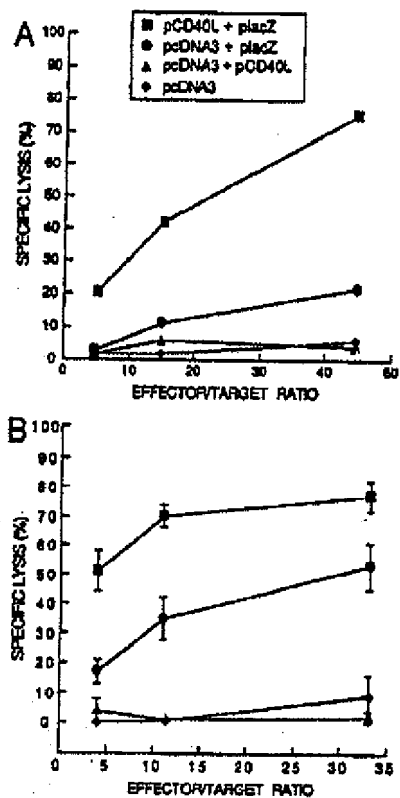 A
pCD40L + placZ
pcDNA3 + placZ
pcDNA3 + pCD40L
pcDNA3
SPECIFIC LYSIS (%)
100
90
80
70
60
50
40
30
20
10
0
0 10 20 30 40 50
EFFECTOR/TARGET RATIO
B
SPECIFIC LYSIS (%)
100
90
80
70
60
50
40
30
20
10
0
0 5 10 15 20 25 30 35
EFFECTOR/TARGET RATIO